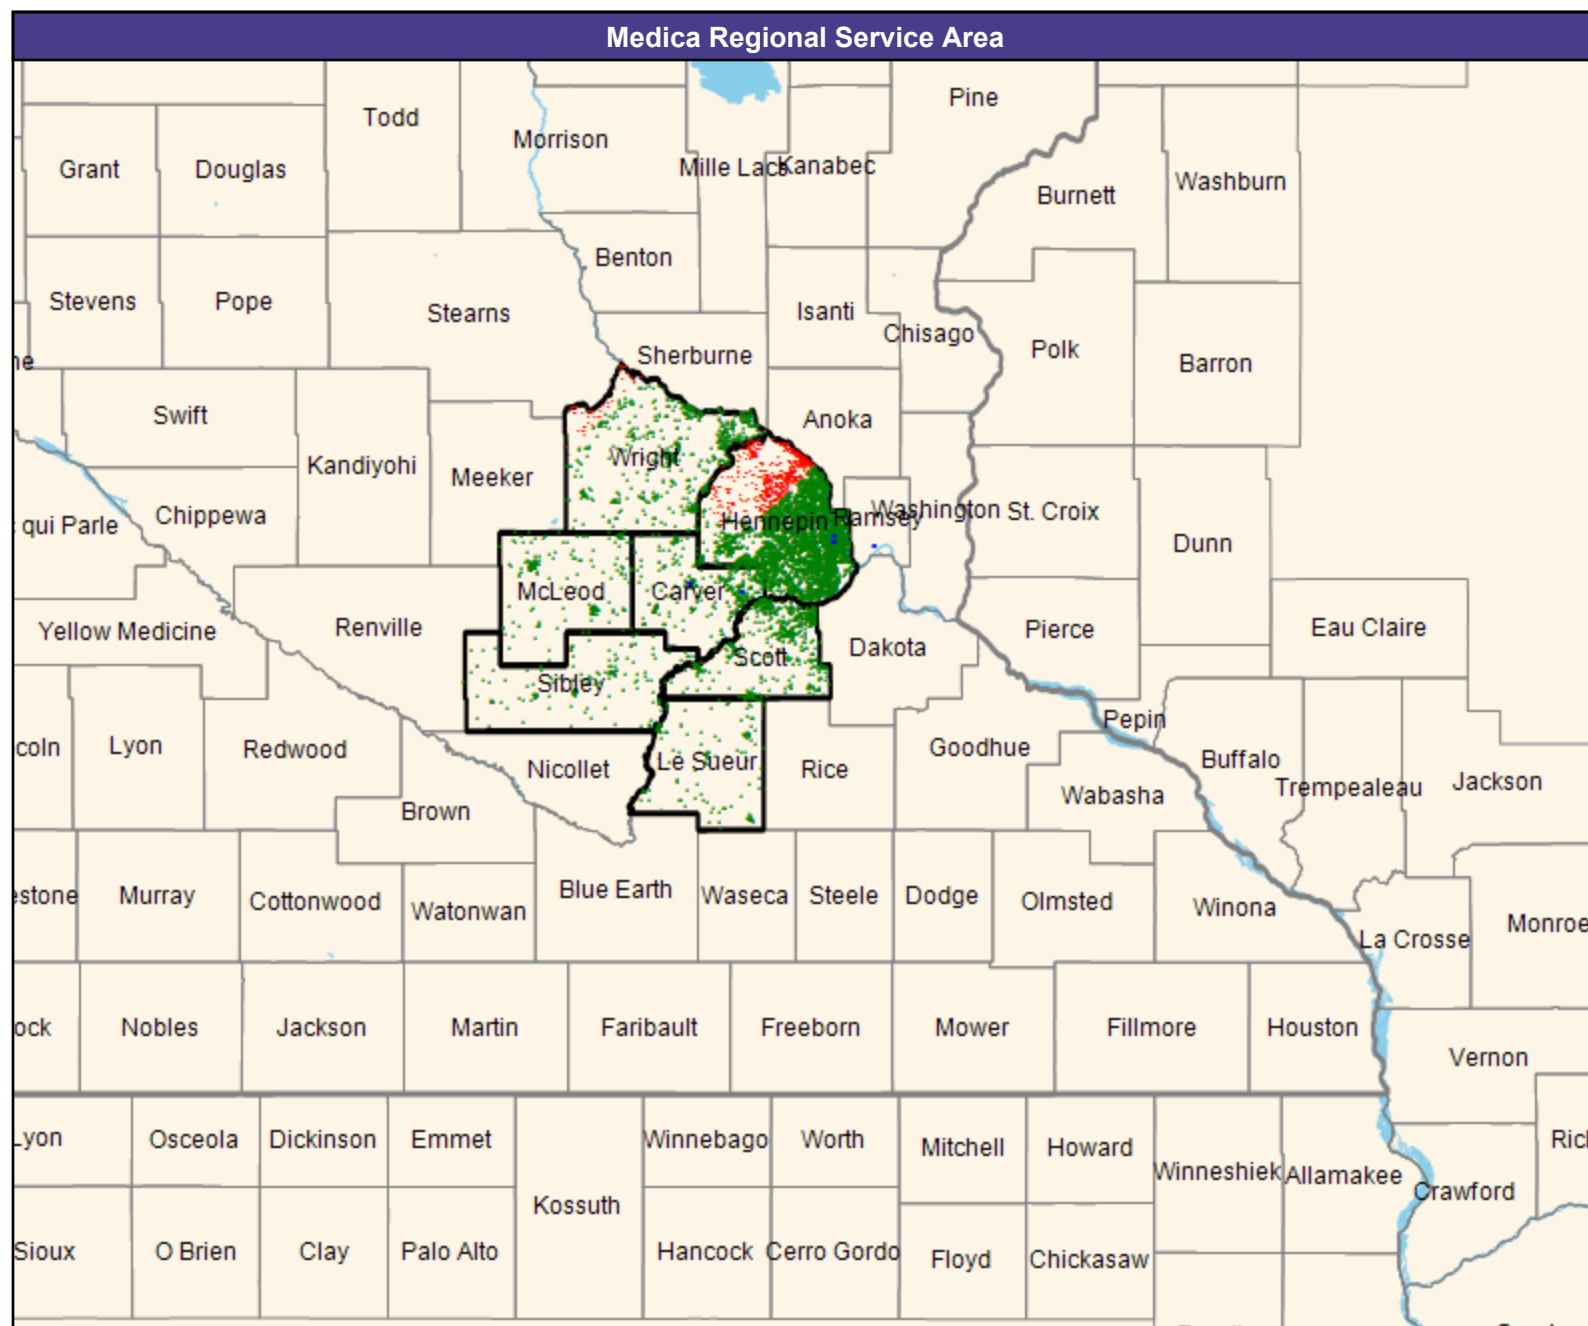 Medica Regional Service Area
Pine
Todd
Morrison
Grant
Douglas
Mille Lacs
Kanabec
Burnett
Washburn
Benton
Stevens
Pope
Stearns
Isanti
Chisago
Sherburne
Polk
Barron
ne
Swift
Anoka
Kandiyohi
Meeker
Wright
qui Parle
Chippewa
Hennepin
Ramsey
Washington
St. Croix
Dunn
McLeod
Carver
Yellow Medicine
Renville
Pierce
Eau Claire
Dakota
Scott
Sibley
coln
Lyon
Redwood
Nicollet
Le Sueur
Rice
Goodhue
Pepin
Buffalo
Trempealeau
Jackson
Wabasha
Brown
estone
Murray
Cottonwood
Watonwan
Blue Earth
Waseca
Steele
Dodge
Olmsted
Winona
La Crosse
Monroe
ock
Nobles
Jackson
Martin
Faribault
Freeborn
Mower
Fillmore
Houston
Vernon
Lyon
Osceola
Dickinson
Emmet
Winnebago
Worth
Mitchell
Howard
Winneshiek
Allamakee
Crawford
Rich
Kossuth
Sioux
O Brien
Clay
Palo Alto
Hancock
Cerro Gordo
Floyd
Chickasaw